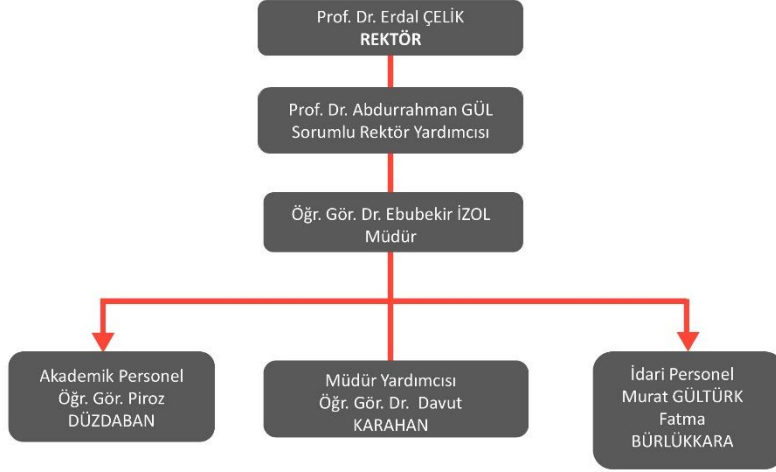 Prof. Dr. Erdal ÇELİK
REKTÖR
Prof. Dr. Abdurrahman GÜL
Sorumlu Rektör Yardımcısı
Öğr. Gör. Dr. Ebubekir İZOL
Müdür
Akademik Personel
Öğr. Gör. Piroz
DÜZDABAN
Müdür Yardımcısı
Öğr. Gör. Dr. Davut
KARAHAN
İdari Personel
Murat GÜLTÜRK
Fatma
BÜRLÜKKARA